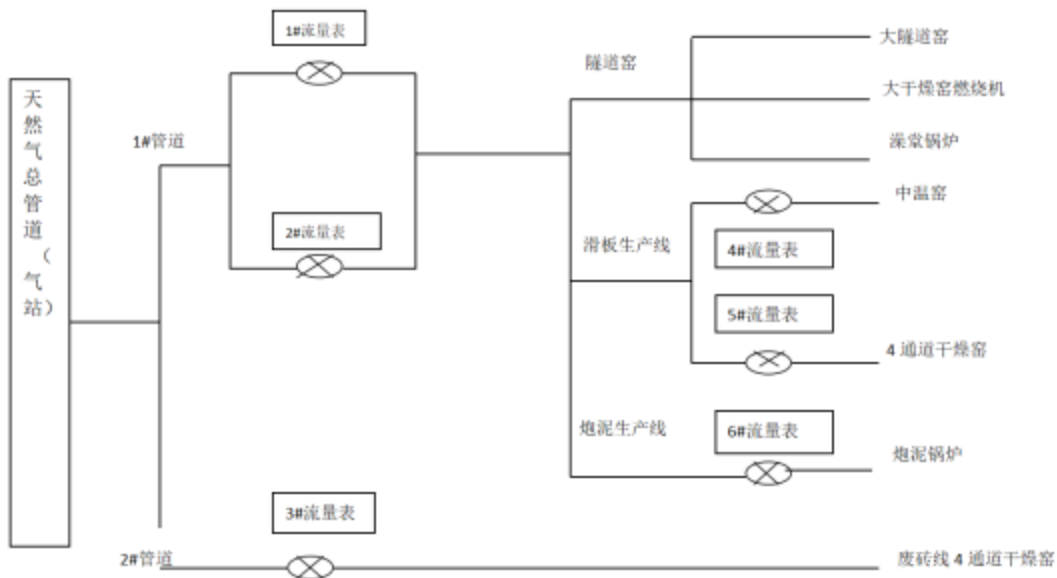 天然气总管道（气站）
1#流量表
1#管道
2#流量表
隧道窑
大隧道窑
大干燥窑燃烧机
澡堂锅炉
中温窑
滑板生产线
4#流量表
5#流量表
4 通道干燥窑
炮泥生产线
6#流量表
炮泥锅炉
3#流量表
2#管道
废砖线 4 通道干燥窑